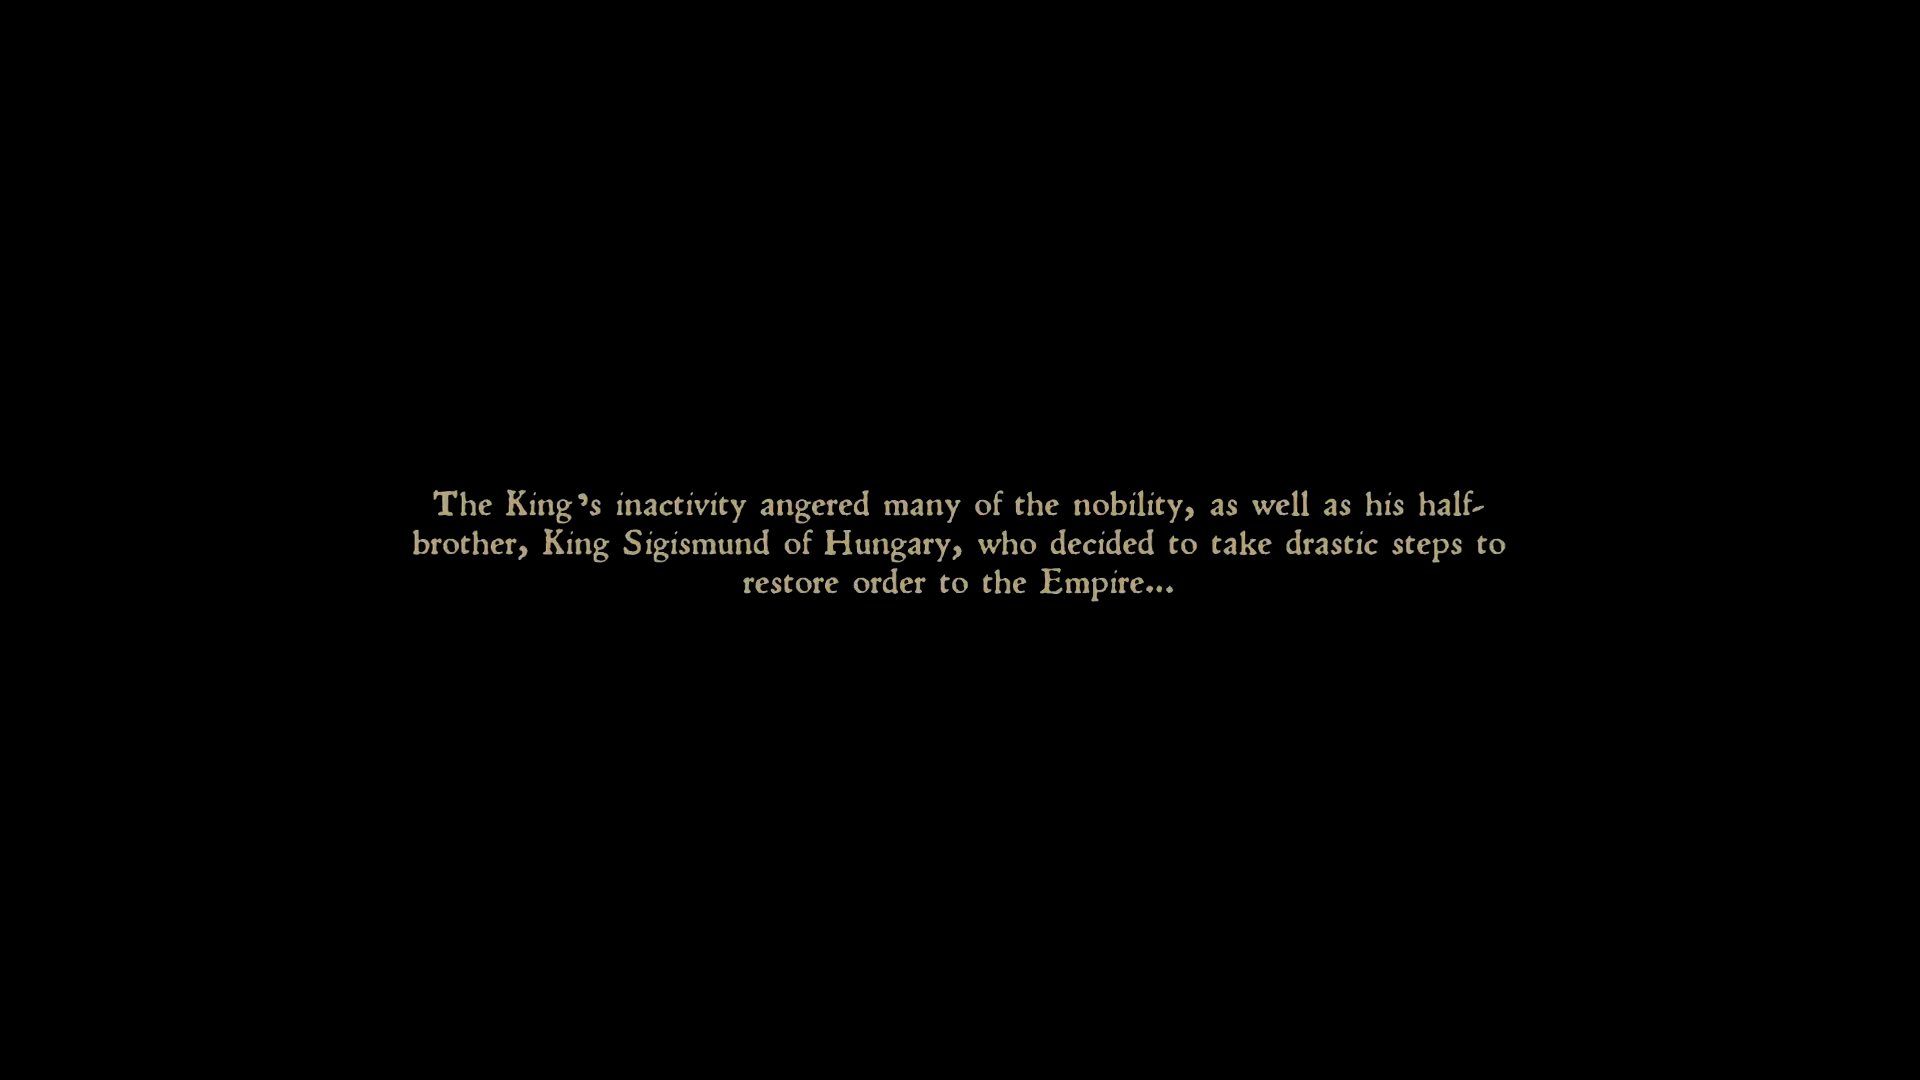 The King's inactivity angered many of the nobility, as well as his half-
brother, King Sigismund of Hungary, who decided to take drastic steps to
restore order to the Empire...